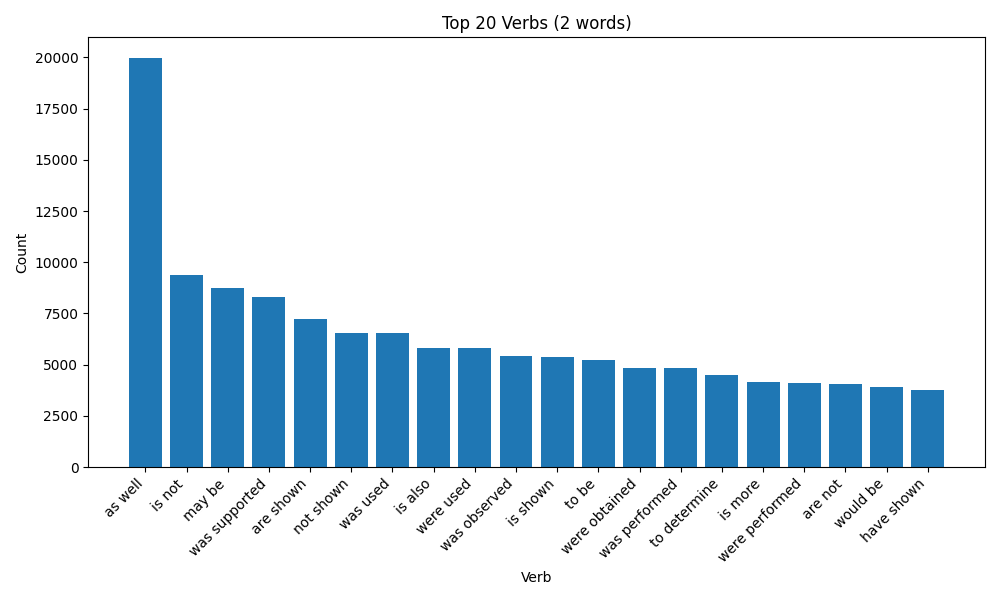 Top 20 Verbs (2 words)
Count
20000
17500
15000
12500
10000
7500
5000
2500
0
as well
is not
may be
was supported
are shown
not shown
was used
is also
were used
was observed
is shown
to be
were obtained
was performed
to determine
is more
were performed
are not
would be
have shown
Verb